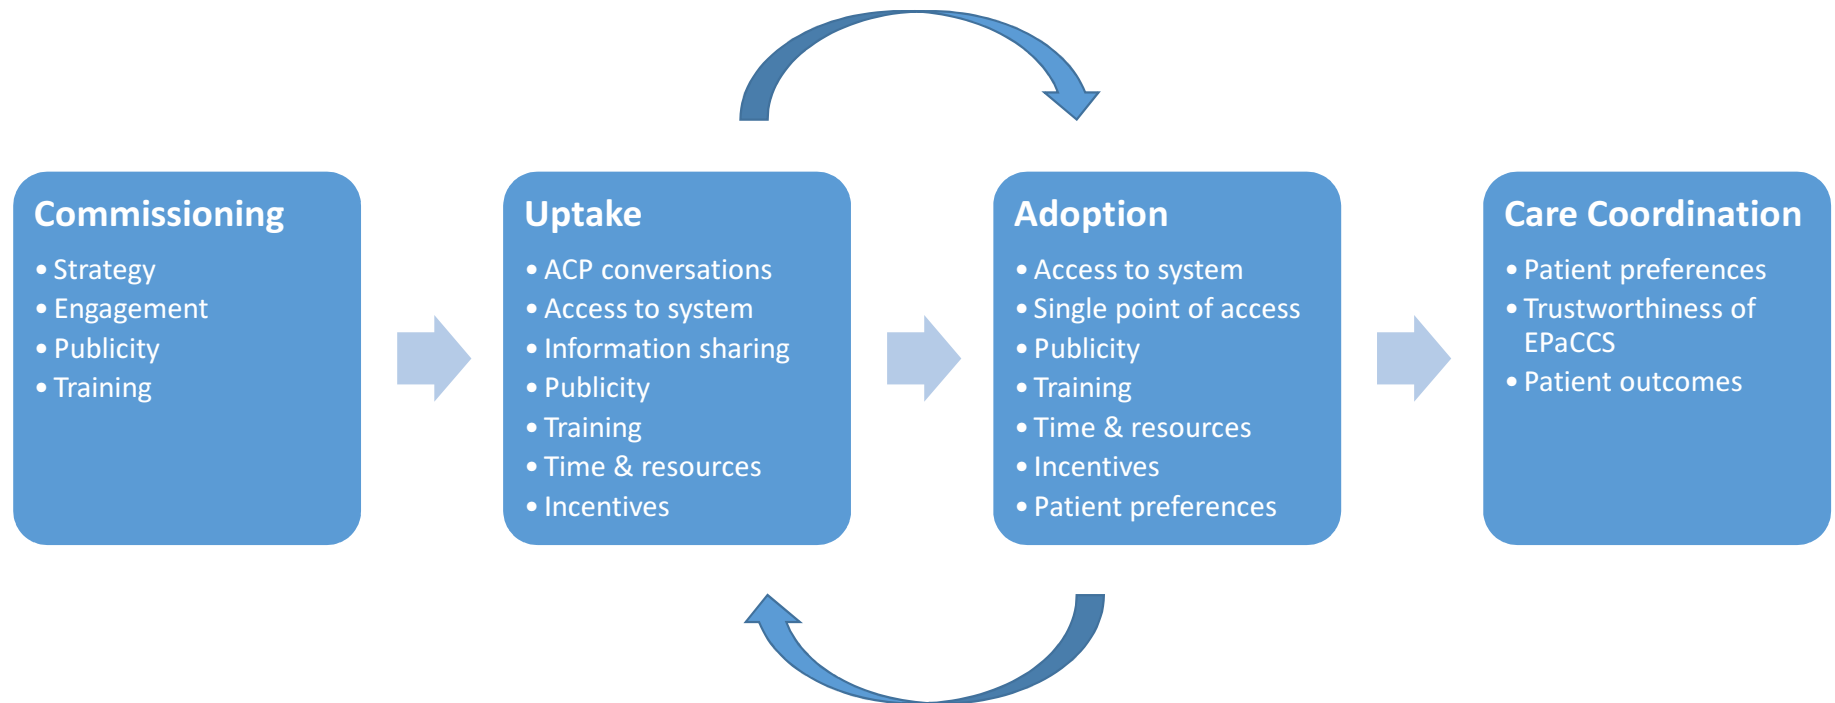 Commissioning
• Strategy
• Engagement
• Publicity
• Training
Uptake
• ACP conversations
• Access to system
• Information sharing
• Publicity
• Training
• Time & resources
• Incentives
Adoption
• Access to system
• Single point of access
• Publicity
• Training
• Time & resources
• Incentives
• Patient preferences
Care Coordination
• Patient preferences
• Trustworthiness of
EPaCCS
• Patient outcomes